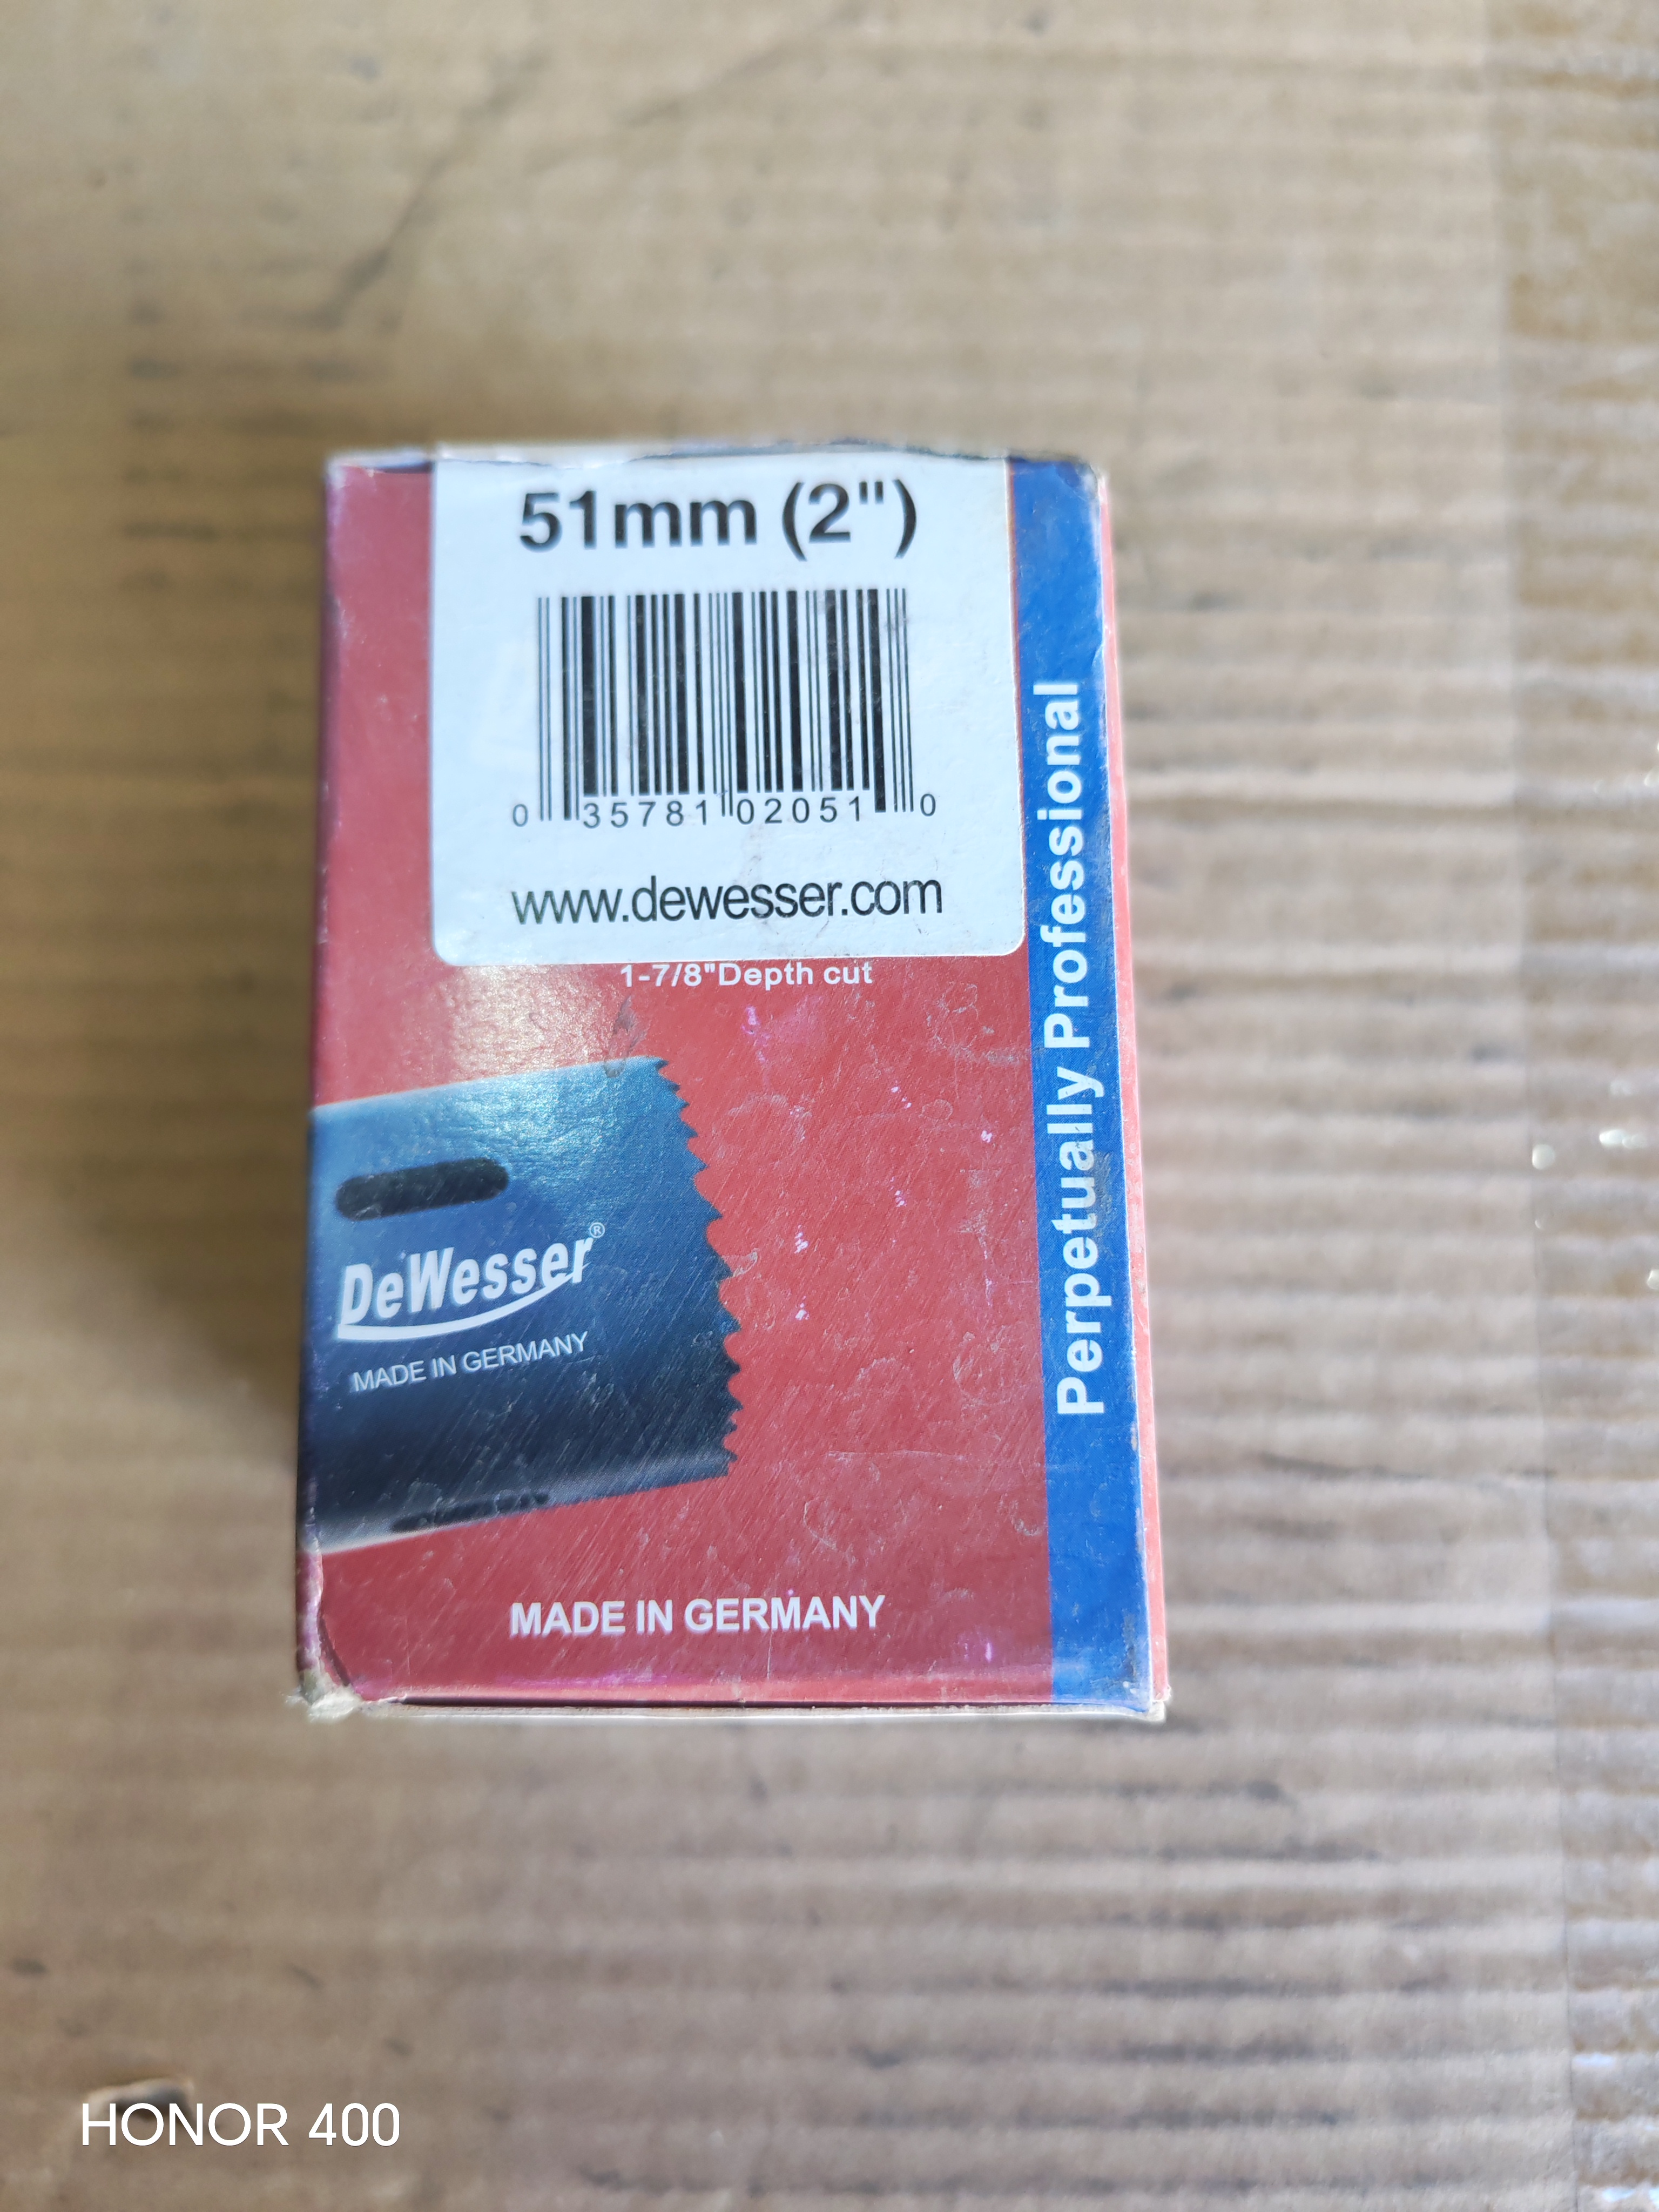 51mm (2")
0 35781 02051 0
www.dewesser.com
1-7/8"Depth cut
DeWesser®
MADE IN GERMANY
MADE IN GERMANY
Perpetually Professional
HONOR 400